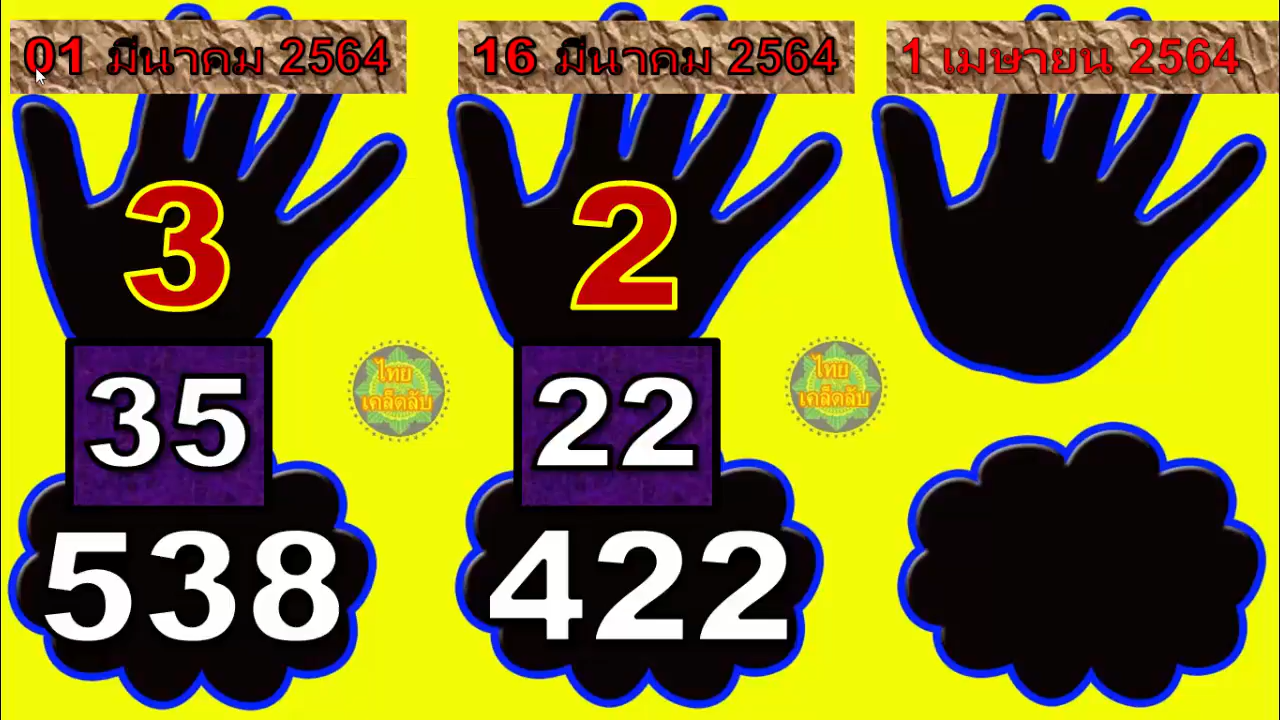 01 มีนาคม 2564
3
35
538
16 มีนาคม 2564
2
22
422
1 เมษายน 2564
ไทย
เคล็ดลับ
ไทย
เคล็ดลับ